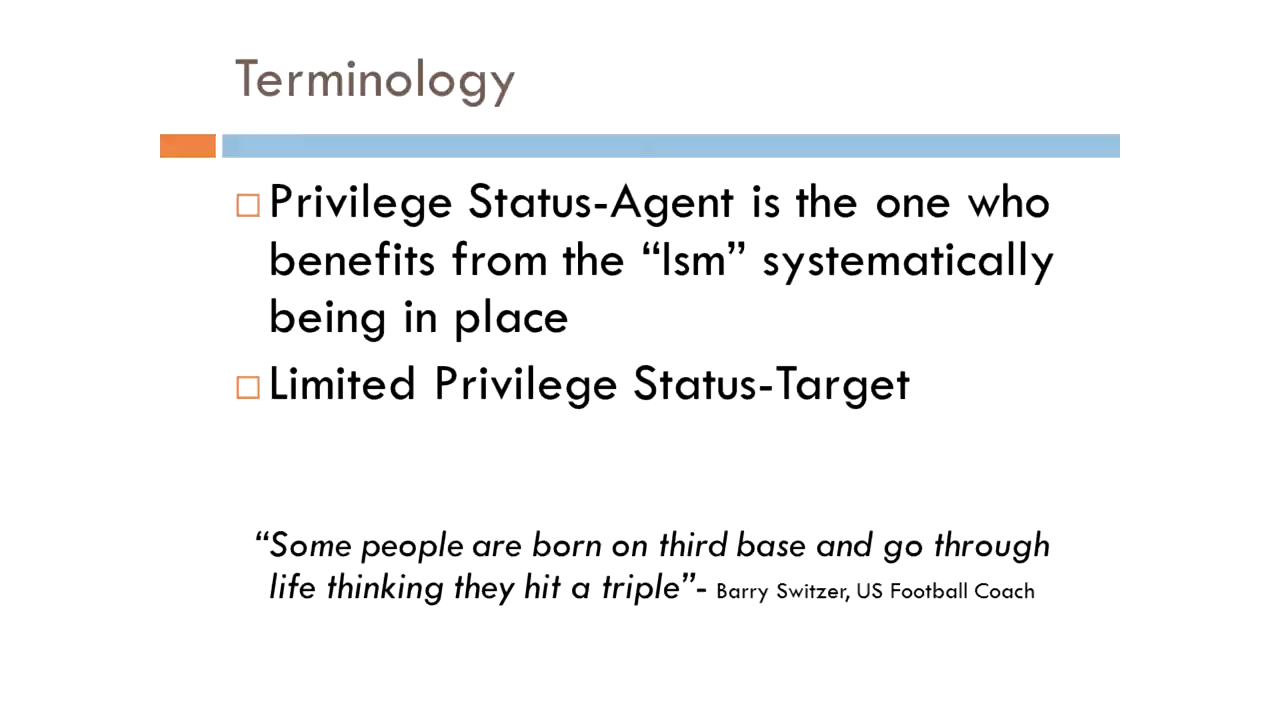 Terminology
Privilege Status-Agent is the one who
benefits from the “Ism” systematically
being in place
Limited Privilege Status-Target
“Some people are born on third base and go through
life thinking they hit a triple”- Barry Switzer, US Football Coach